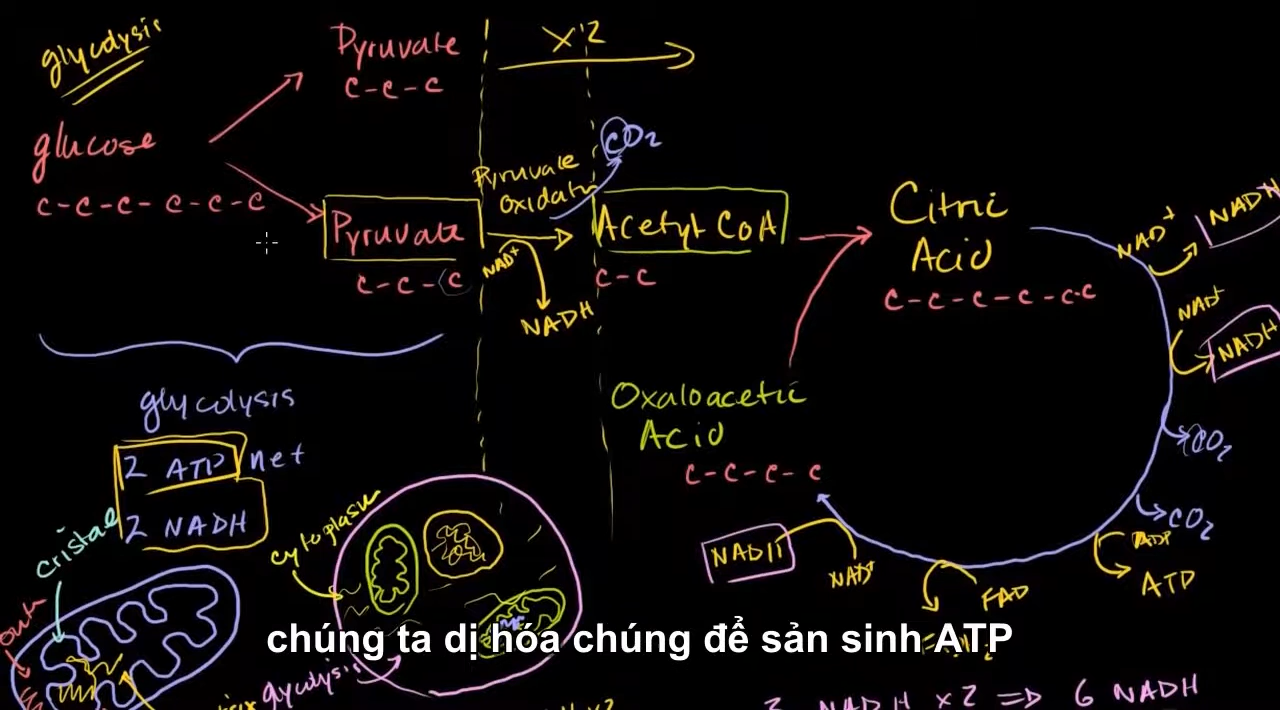 glycolysis
Pyruvate
C-C-C
X2
glucose
C-C-C-C-C-C
CO2
Pyruvate
Oxidatn
Pyruvate
C-C-C
NAD+
NADH
Acetyl CoA
C-C
Citric
Acid
C-C-C-C-C-C
NAD+
NADH
NAD+
NADH
CO2
CO2
ADP
ATP
FAD
NAD+
NADH
Oxaloacetic
Acid
C-C-C-C
glycolysis
2 ATP net
2 NADH
cristae
cytoplasm
glycolysis
chúng ta dị hóa chúng để sản sinh ATP
3 NADH x2 => 6 NADH